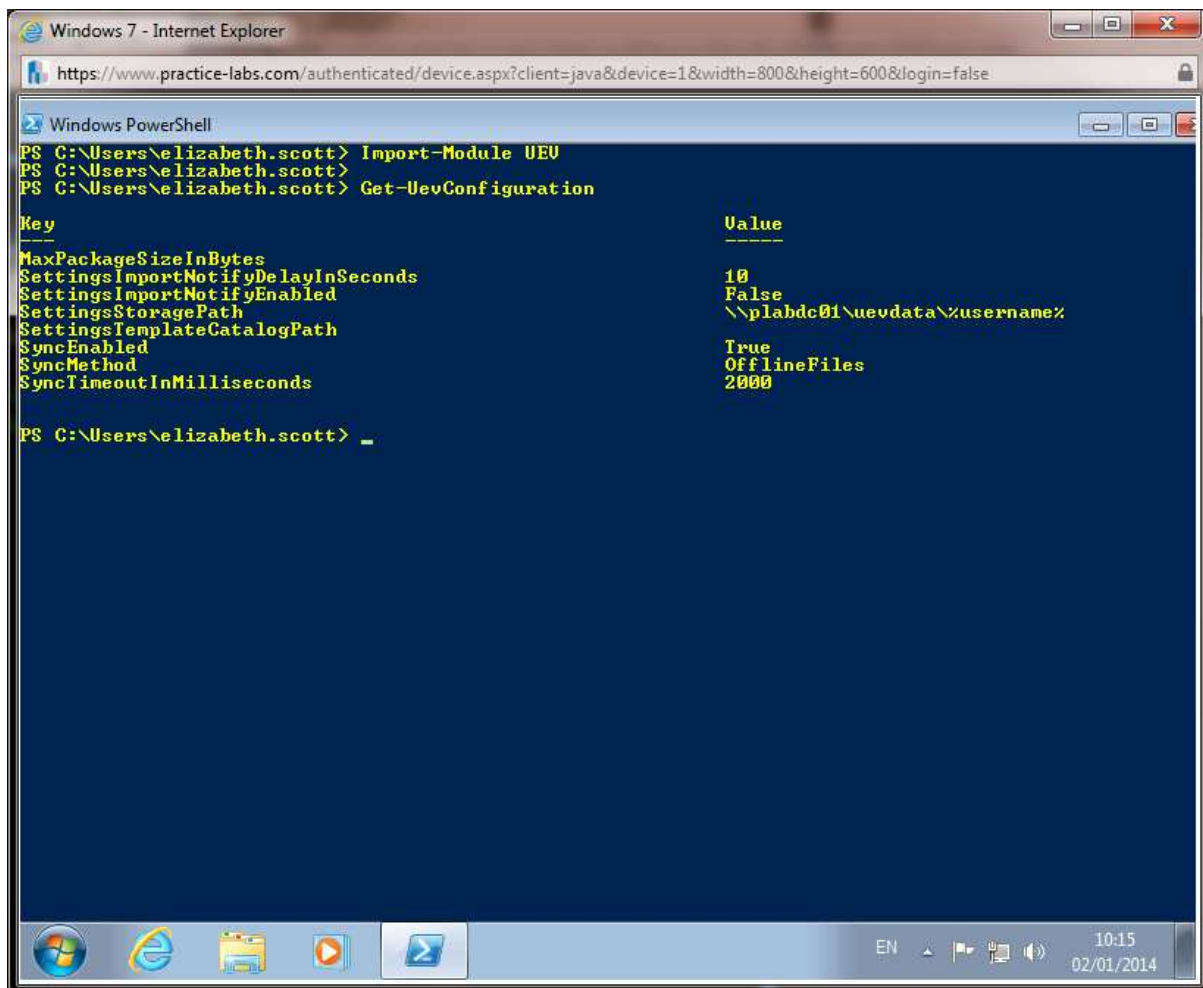 Windows 7 - Internet Explorer
https://www.practice-labs.com/authenticated/device.aspx?client=java&device=1&width=800&height=600&login=false
Windows PowerShell
PS C:\Users\elizabeth.scott> Import-Module UEV
PS C:\Users\elizabeth.scott>
PS C:\Users\elizabeth.scott> Get-UevConfiguration
Key Value
--- -----
MaxPackageSizeInBytes
SettingsImportNotifyDelayInSeconds 10
SettingsImportNotifyEnabled False
SettingsStoragePath \\plabdc01\uevdata\%username%
SettingsTemplateCatalogPath
SyncEnabled True
SyncMethod OfflineFiles
SyncTimeoutInMilliseconds 2000
PS C:\Users\elizabeth.scott> _
EN 10:15
02/01/2014